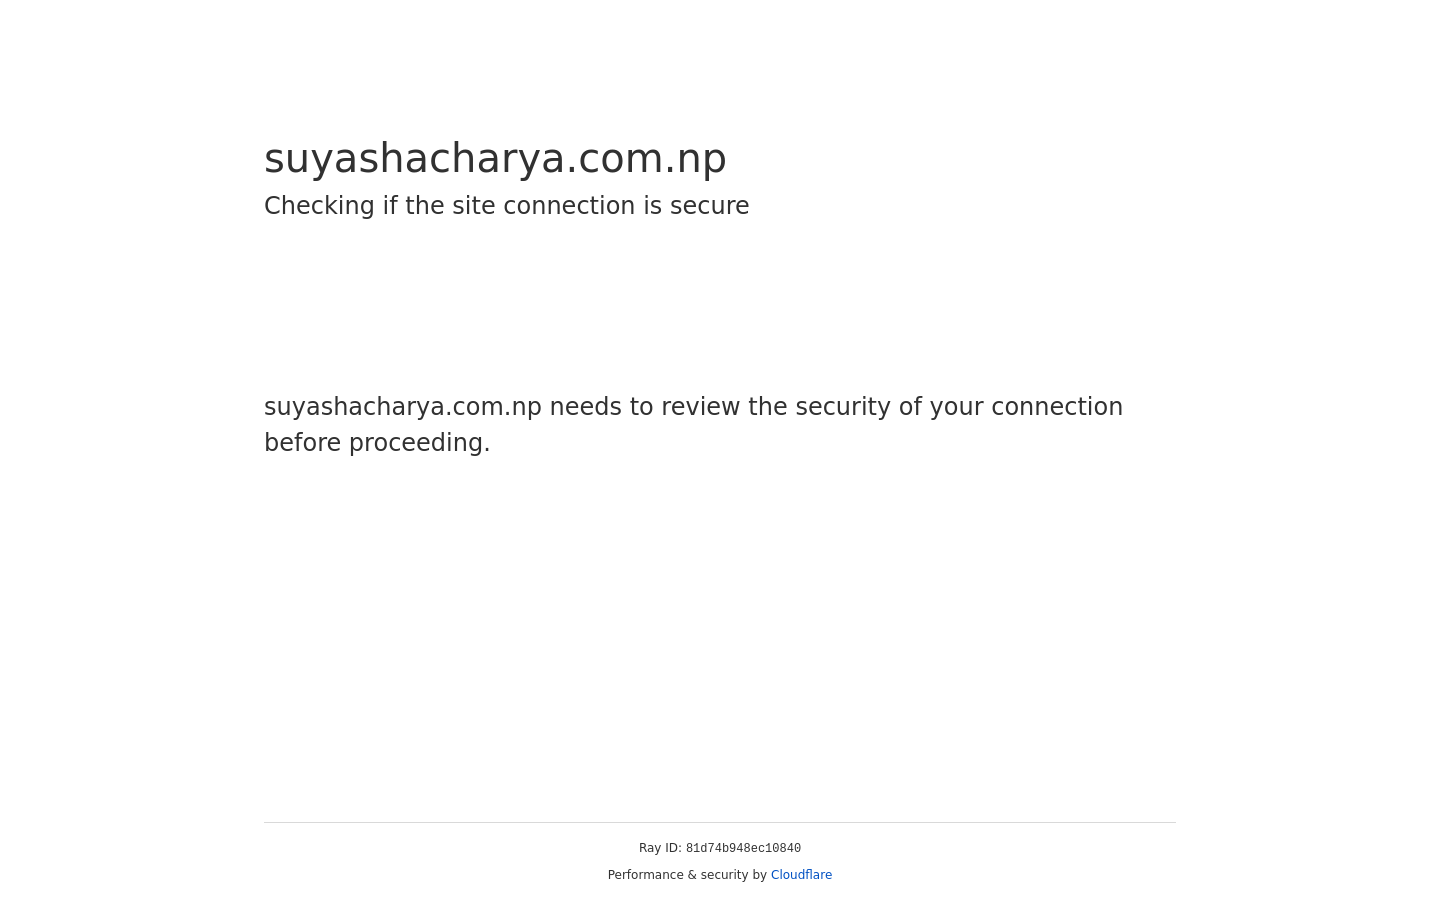 suyashacharya.com.np
Checking if the site connection is secure
suyashacharya.com.np needs to review the security of your connection
before proceeding.
Ray ID: 81d74b948ec10840
Performance & security by Cloudflare